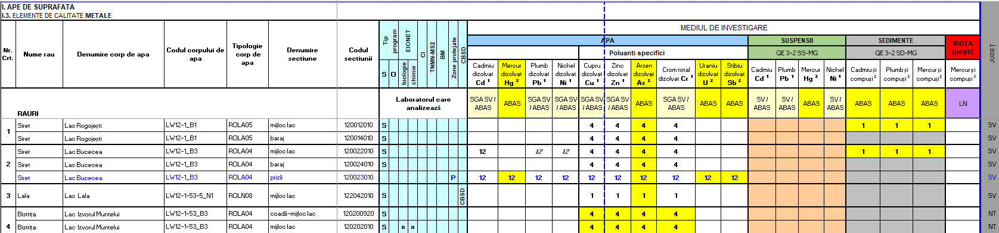 I. APE DE SUPRAFATA
I.3. ELEMENTE DE CALITATE METALE
MEDIUL DE INVESTIGARE
APA SUSPENSII SEDIMENTE BIOTA (pești)
Poluanti specifici QE 3-2 SS-MG QE 3-2 SD-MG
Nr. Crt. Nume rau Denumire corp de apa Codul corpului de apa Tipologie corp de apa Denumire sectiune Codul sectiunii Tip program EIONET CI TNMN-MS2 BM Zone protejate CBSD JUDEȚ
S O biologie chimie
Cadmiu dizolvat Cd 1 Mercur dizolvat Hg 2 Plumb dizolvat Pb 1 Nichel dizolvat Ni 1 Cupru dizolvat Cu 1 Zinc dizolvat Zn 1 Arsen dizolvat As 2 Crom total dizolvat Cr 1 Uraniu dizolvat U 2 Stibiu dizolvat Sb 2 Cadmiu Cd 1 Plumb Pb 1 Mercur Hg 2 Nichel Ni 1 Cadmiu și compuși 2 Plumb și compuși 2 Mercur și compuși 2 Mercur și compuși 3
RAURI Laboratorul care analizează SGA SV / ABAS ABAS SGA SV / ABAS SGA SV / ABAS SGA SV / ABAS SGA SV / ABAS ABAS SGA SV / ABAS ABAS ABAS SV / ABAS SV / ABAS ABAS SV / ABAS ABAS ABAS ABAS LN
1 Siret Lac Rogojești LW12-1_B1 ROLA05 mijloc lac 120012010 S 4 4 4 4 1 1 1 SV
Siret Lac Rogojești LW12-1_B1 ROLA05 baraj 120014010 S 4 4 4 4 SV
2 Siret Lac Bucecea LW12-1_B3 ROLA04 mijloc lac 120022010 S 12 12 12 4 4 4 4 1 1 1 SV
Siret Lac Bucecea LW12-1_B3 ROLA04 baraj 120024010 S 4 4 4 4 SV
Siret Lac Bucecea LW12-1_B3 ROLA04 priză 120023010 P 12 12 12 12 12 12 12 12 12 12 SV
3 Lala Lac Lala LW12-1-53-5_N1 ROLN08 mijloc lac 122042010 S CBSD 1 1 1 1 SV
Bistrița Lac Izvorul Muntelui LW12-1-53_B3 ROLA04 coadă-mijloc lac 120200920 S 4 4 4 4 NT
4 Bistrița Lac Izvorul Muntelui LW12-1-53_B3 ROLA04 mijloc lac 120202010 S x x 4 4 4 4 NT